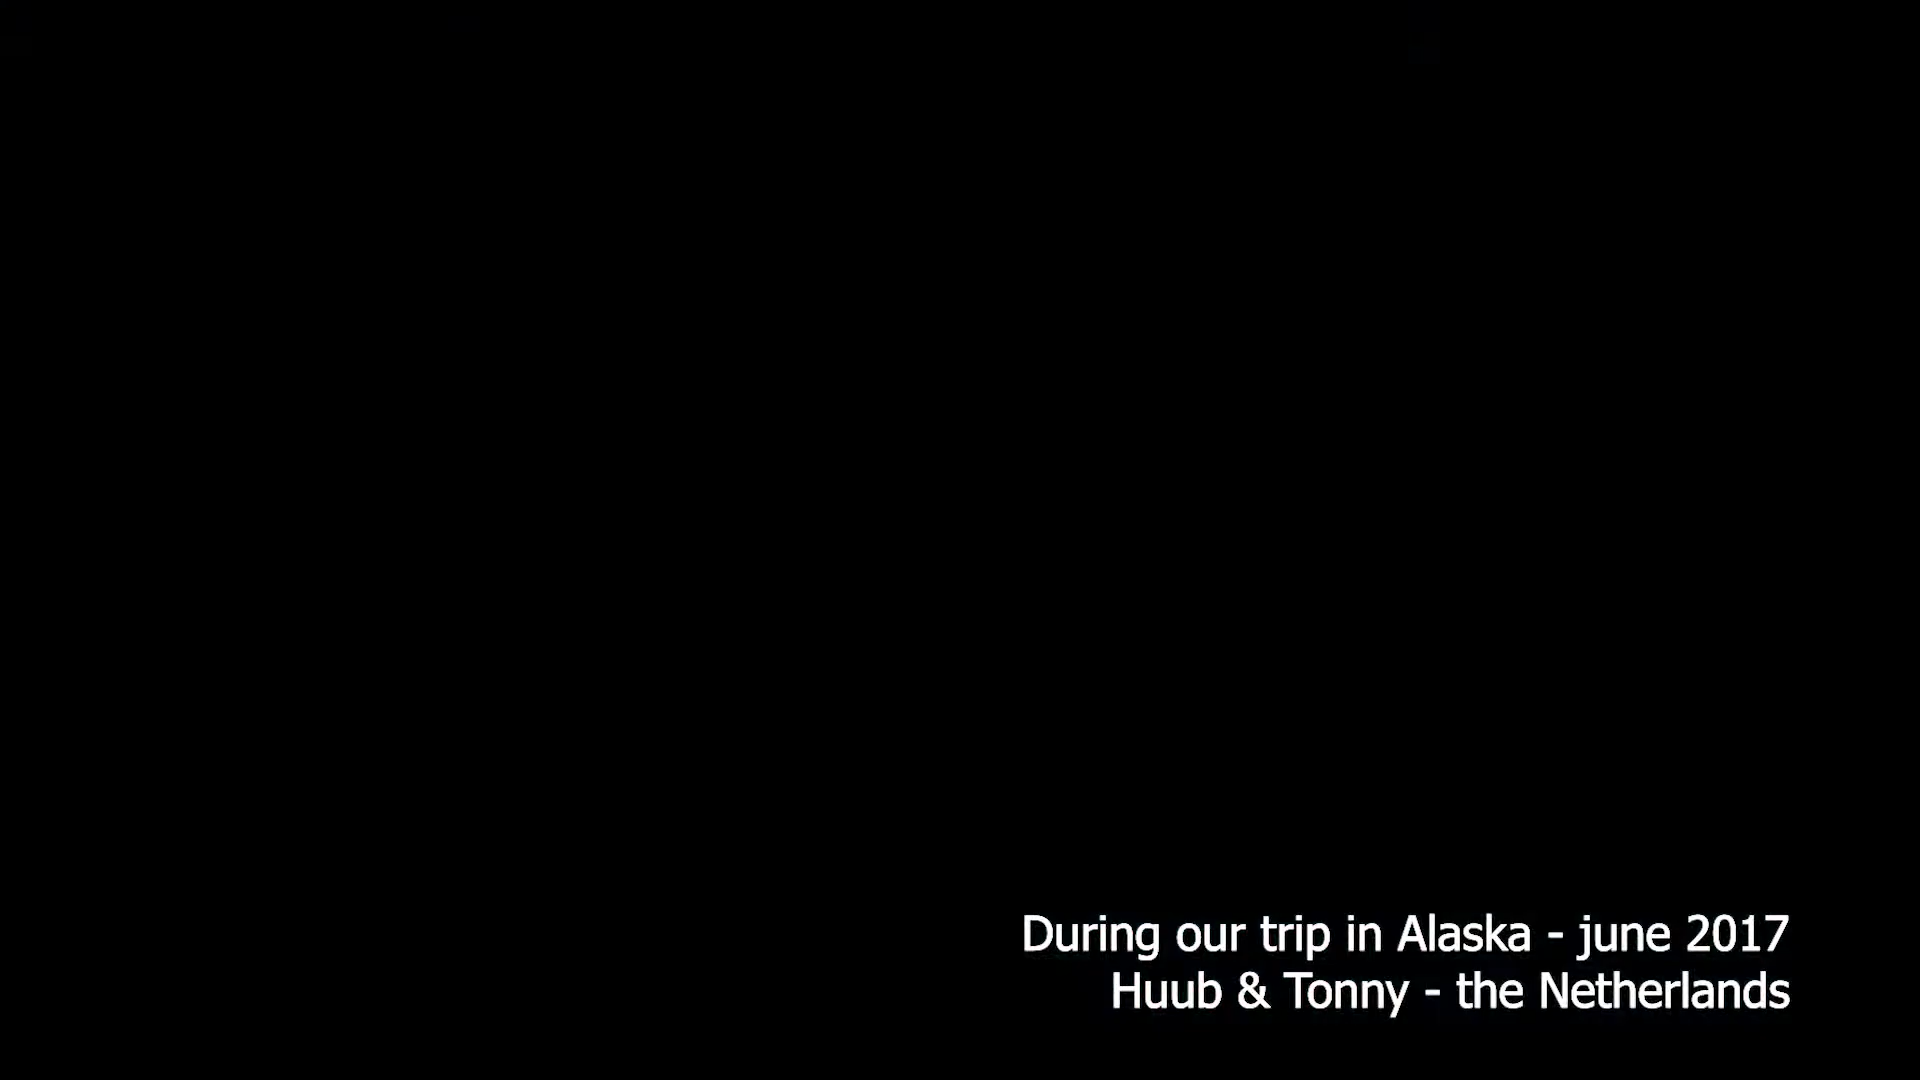 During our trip in Alaska - june 2017
Huub & Tonny - the Netherlands